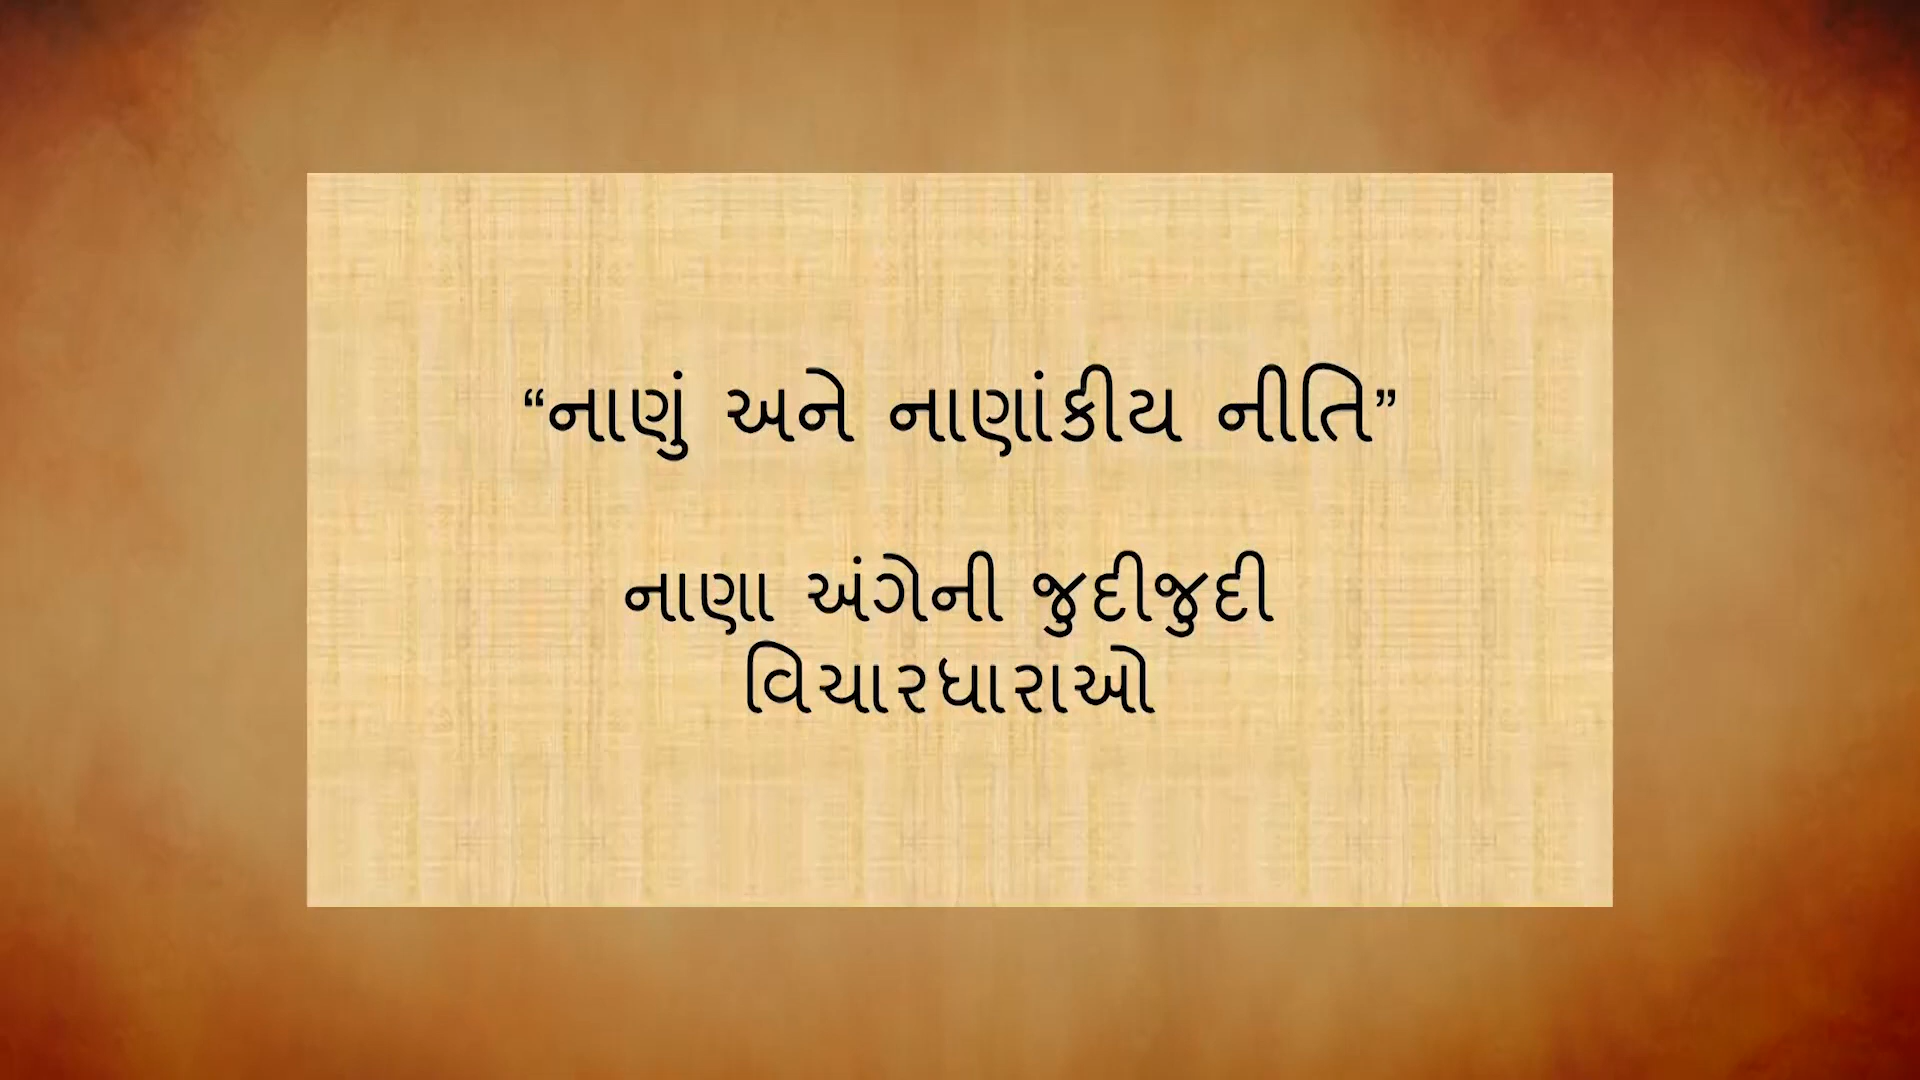 “નાણું અને નાણાંકીય નીતિ”
નાણા અંગેની જુદીજુદી
વિચારધારાઓ